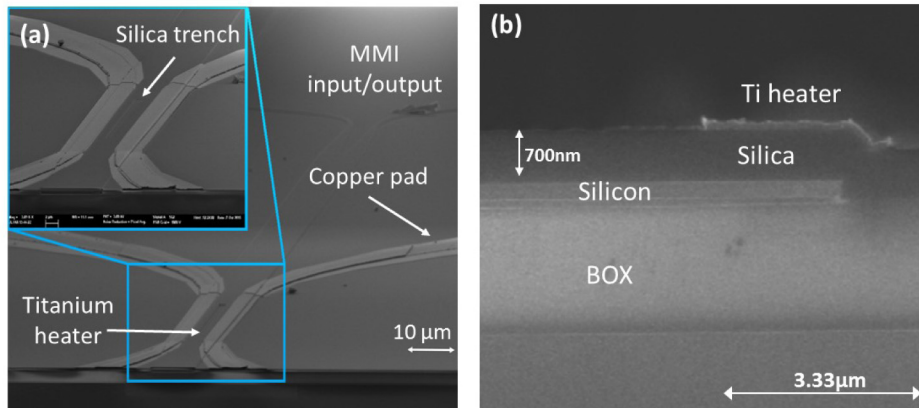 (a)
Silica trench
MMI
input/output
Copper pad
Titanium
heater
10 µm
(b)
Ti heater
700nm
Silica
Silicon
BOX
3.33µm